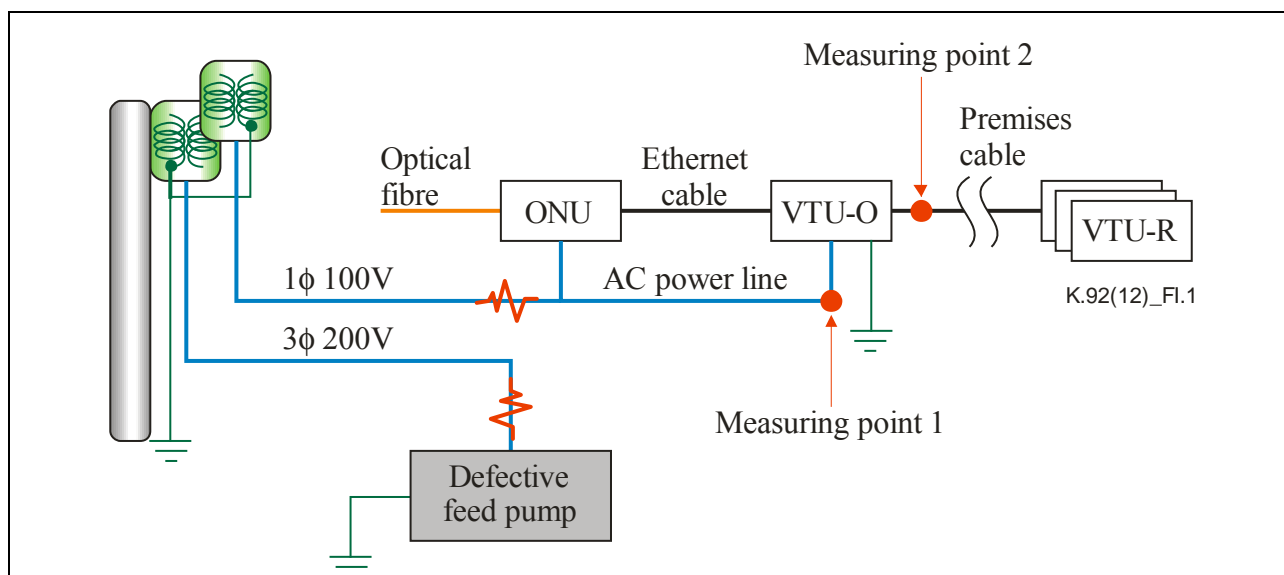 Measuring point 2
Premises
cable
Optical
fibre
Ethernet
cable
ONU
VTU-O
VTU-R
1ϕ 100V
AC power line
K.92(12)_FI.1
3ϕ 200V
Measuring point 1
Defective
feed pump